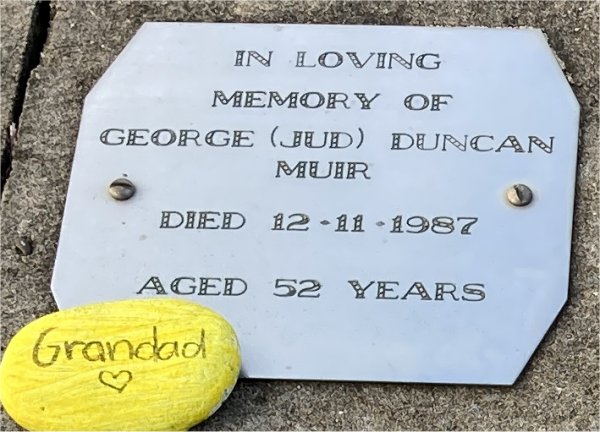 IN LOVING
MEMORY OF
GEORGE (JUD) DUNCAN
MUIR
DIED 12-11-1987
AGED 52 YEARS
Grandad
♡